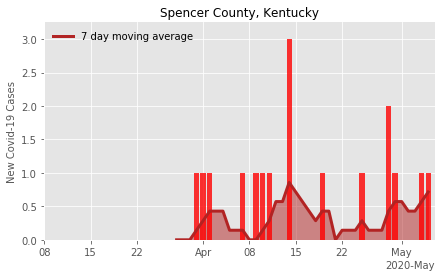 Spencer County, Kentucky
7 day moving average
New Covid-19 Cases
3.0
2.5
2.0
1.5
1.0
0.5
0.0
08 15 22 Apr 08 15 22 May
2020-May